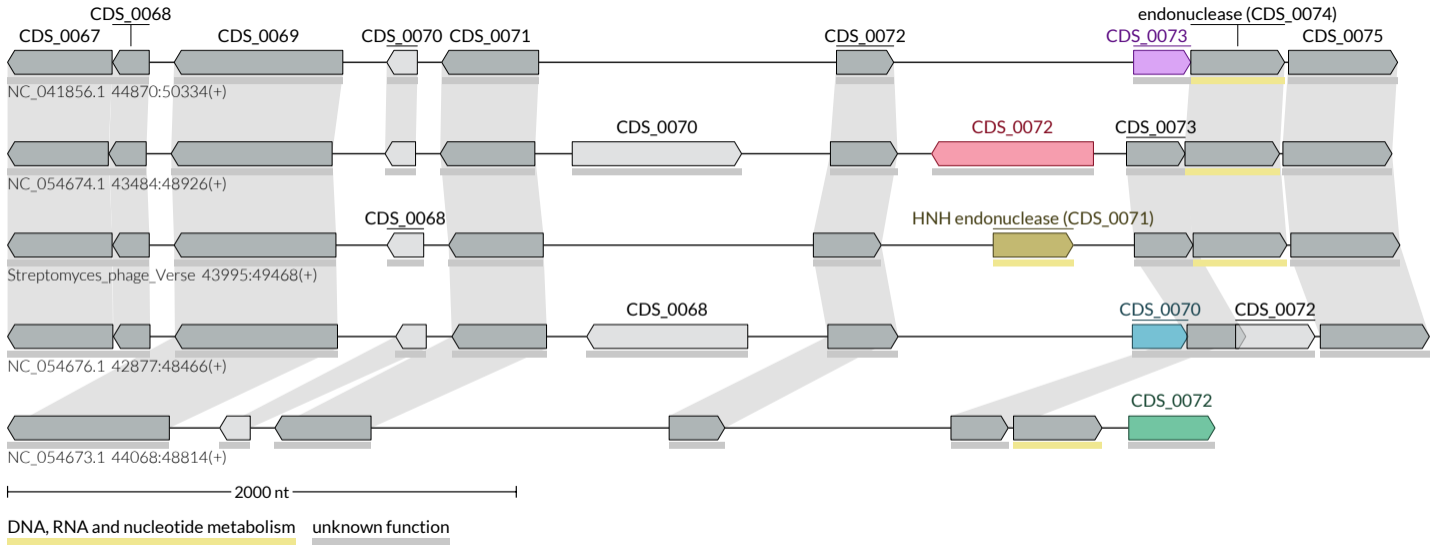 CDS_0068 endonuclease (CDS_0074)
CDS_0067 CDS_0069 CDS_0070 CDS_0071 CDS_0072 CDS_0073 CDS_0075
NC_041856.1 44870:50334(+)
CDS_0070 CDS_0072 CDS_0073
NC_054674.1 43484:48926(+)
CDS_0068 HNH endonuclease (CDS_0071)
Streptomyces_phage_Verse 43995:49468(+)
CDS_0068 CDS_0070 CDS_0072
NC_054676.1 42877:48466(+)
CDS_0072
NC_054673.1 44068:48814(+)
2000 nt
DNA, RNA and nucleotide metabolism unknown function